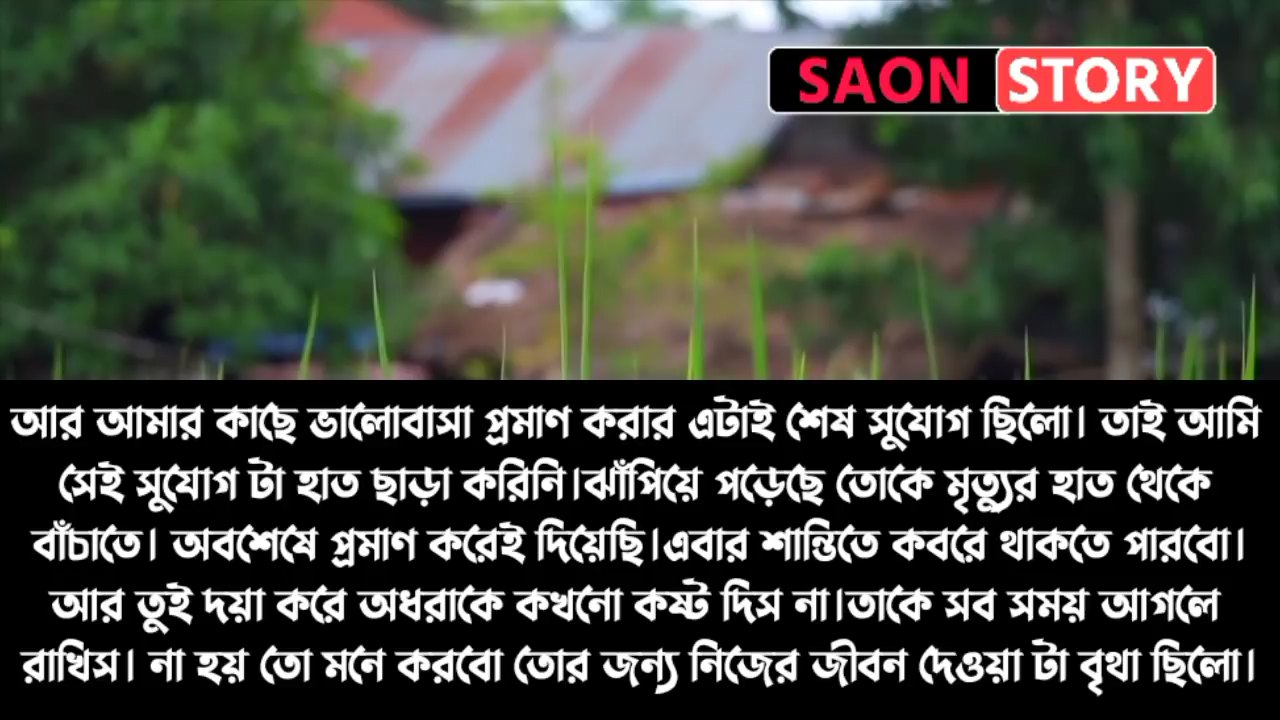 SAON STORY
আর আমার কাছে ভালোবাসা প্রমাণ করার এটাই শেষ সুযোগ ছিলো। তাই আমি
সেই সুযোগ টা হাত ছাড়া করিনি।ঝাঁপিয়ে পড়েছে তোকে মৃত্যুর হাত থেকে
বাঁচাতে। অবশেষে প্রমাণ করেই দিয়েছি।এবার শান্তিতে কবরে থাকতে পারবো।
আর তুই দয়া করে অধরাকে কখনো কষ্ট দিস না।তাকে সব সময় আগলে
রাখিস। না হয় তো মনে করবো তোর জন্য নিজের জীবন দেওয়া টা বৃথা ছিলো।